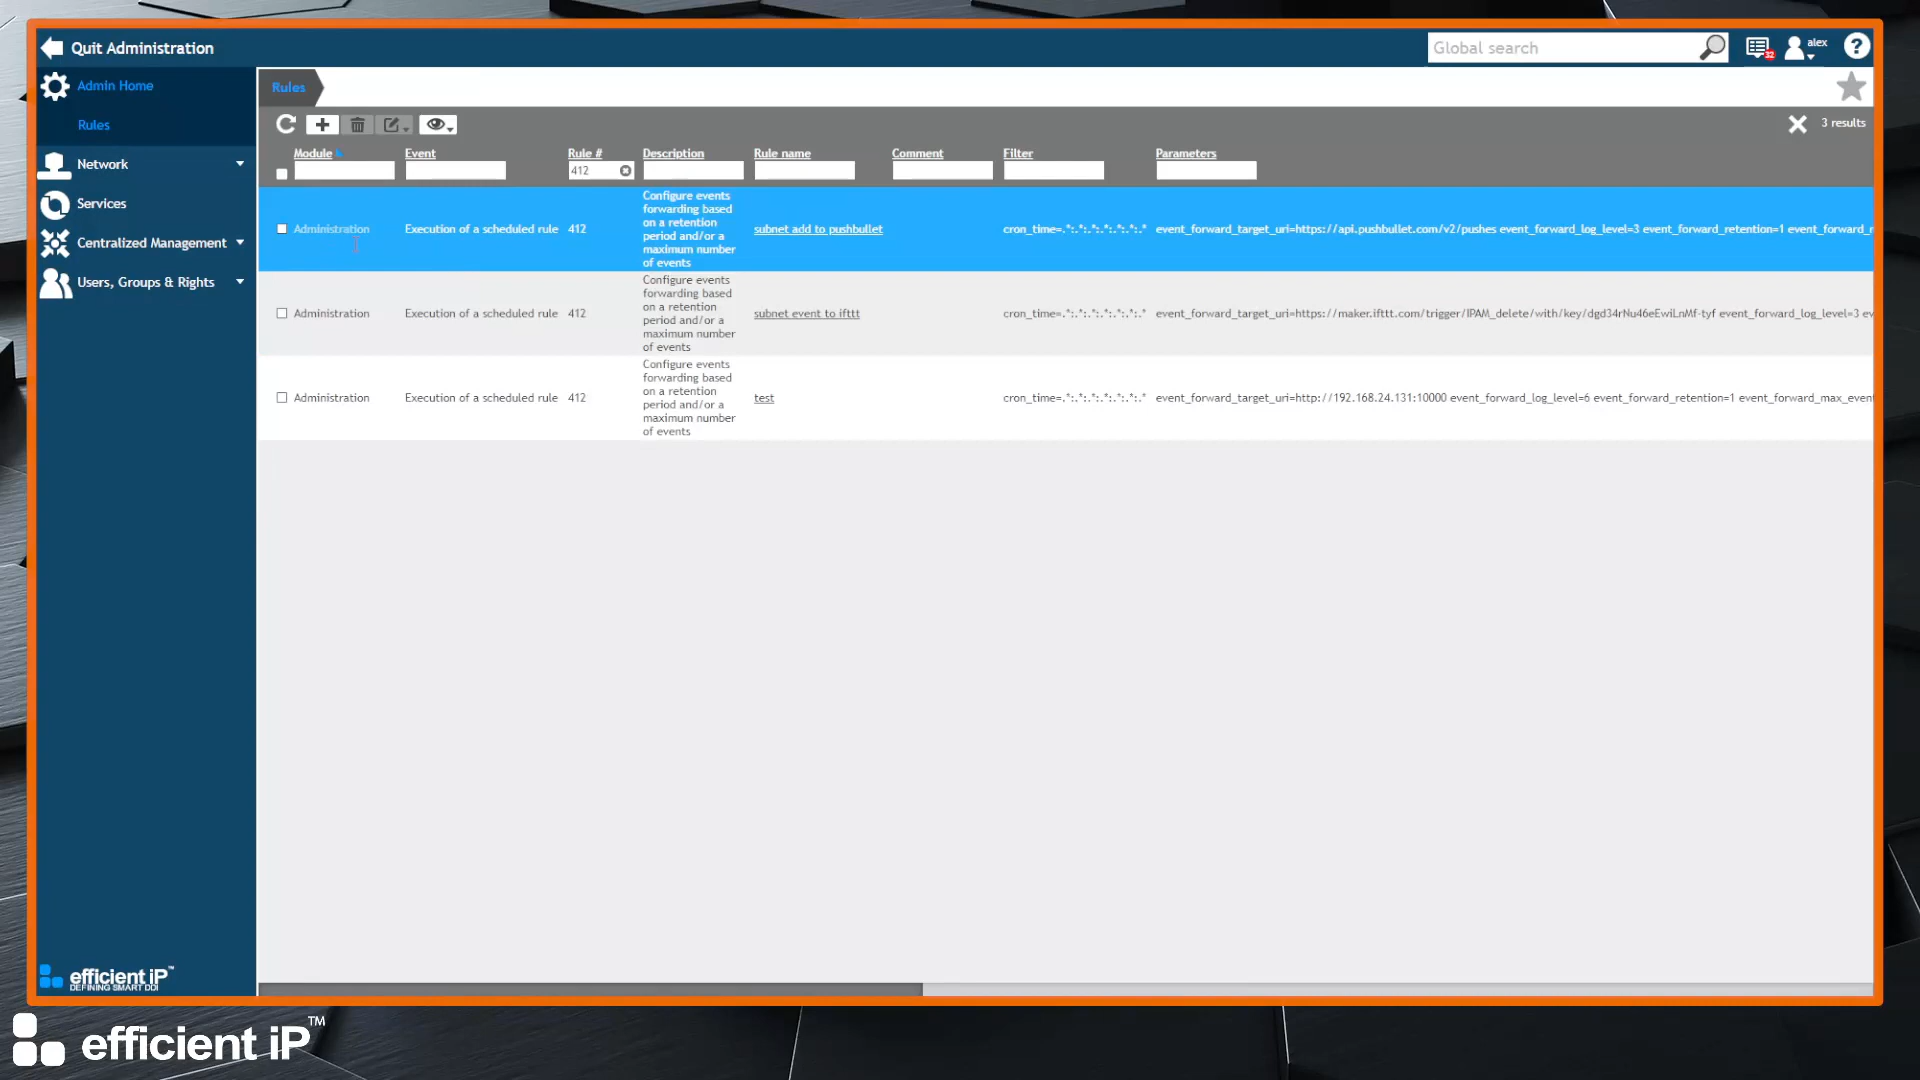 Quit Administration
Global search
32
alex
?
Admin Home
Rules
Network
Services
Centralized Management
Users, Groups & Rights
Rules
3 results
Module
Event
Rule #
Description
Rule name
Comment
Filter
Parameters
412
Administration
Execution of a scheduled rule
412
Configure events
forwarding based
on a retention
period and/or a
maximum number
of events
subnet add to pushbullet
cron_time=.*:.*:.*:.*:.*:.*
event_forward_target_uri=https://api.pushbullet.com/v2/pushes event_forward_log_level=3 event_forward_retention=1 event_forward_r
Administration
Execution of a scheduled rule
412
Configure events
forwarding based
on a retention
period and/or a
maximum number
of events
subnet event to ifttt
cron_time=.*:.*:.*:.*:.*:.*
event_forward_target_uri=https://maker.ifttt.com/trigger/IPAM_delete/with/key/dgd34rNu46eEwiLnMf-tyf event_forward_log_level=3 ev
Administration
Execution of a scheduled rule
412
Configure events
forwarding based
on a retention
period and/or a
maximum number
of events
test
cron_time=.*:.*:.*:.*:.*:.*
event_forward_target_uri=http://192.168.24.131:10000 event_forward_log_level=6 event_forward_retention=1 event_forward_max_event
efficient iP™
DEFINING SMART DDI
efficient iP™